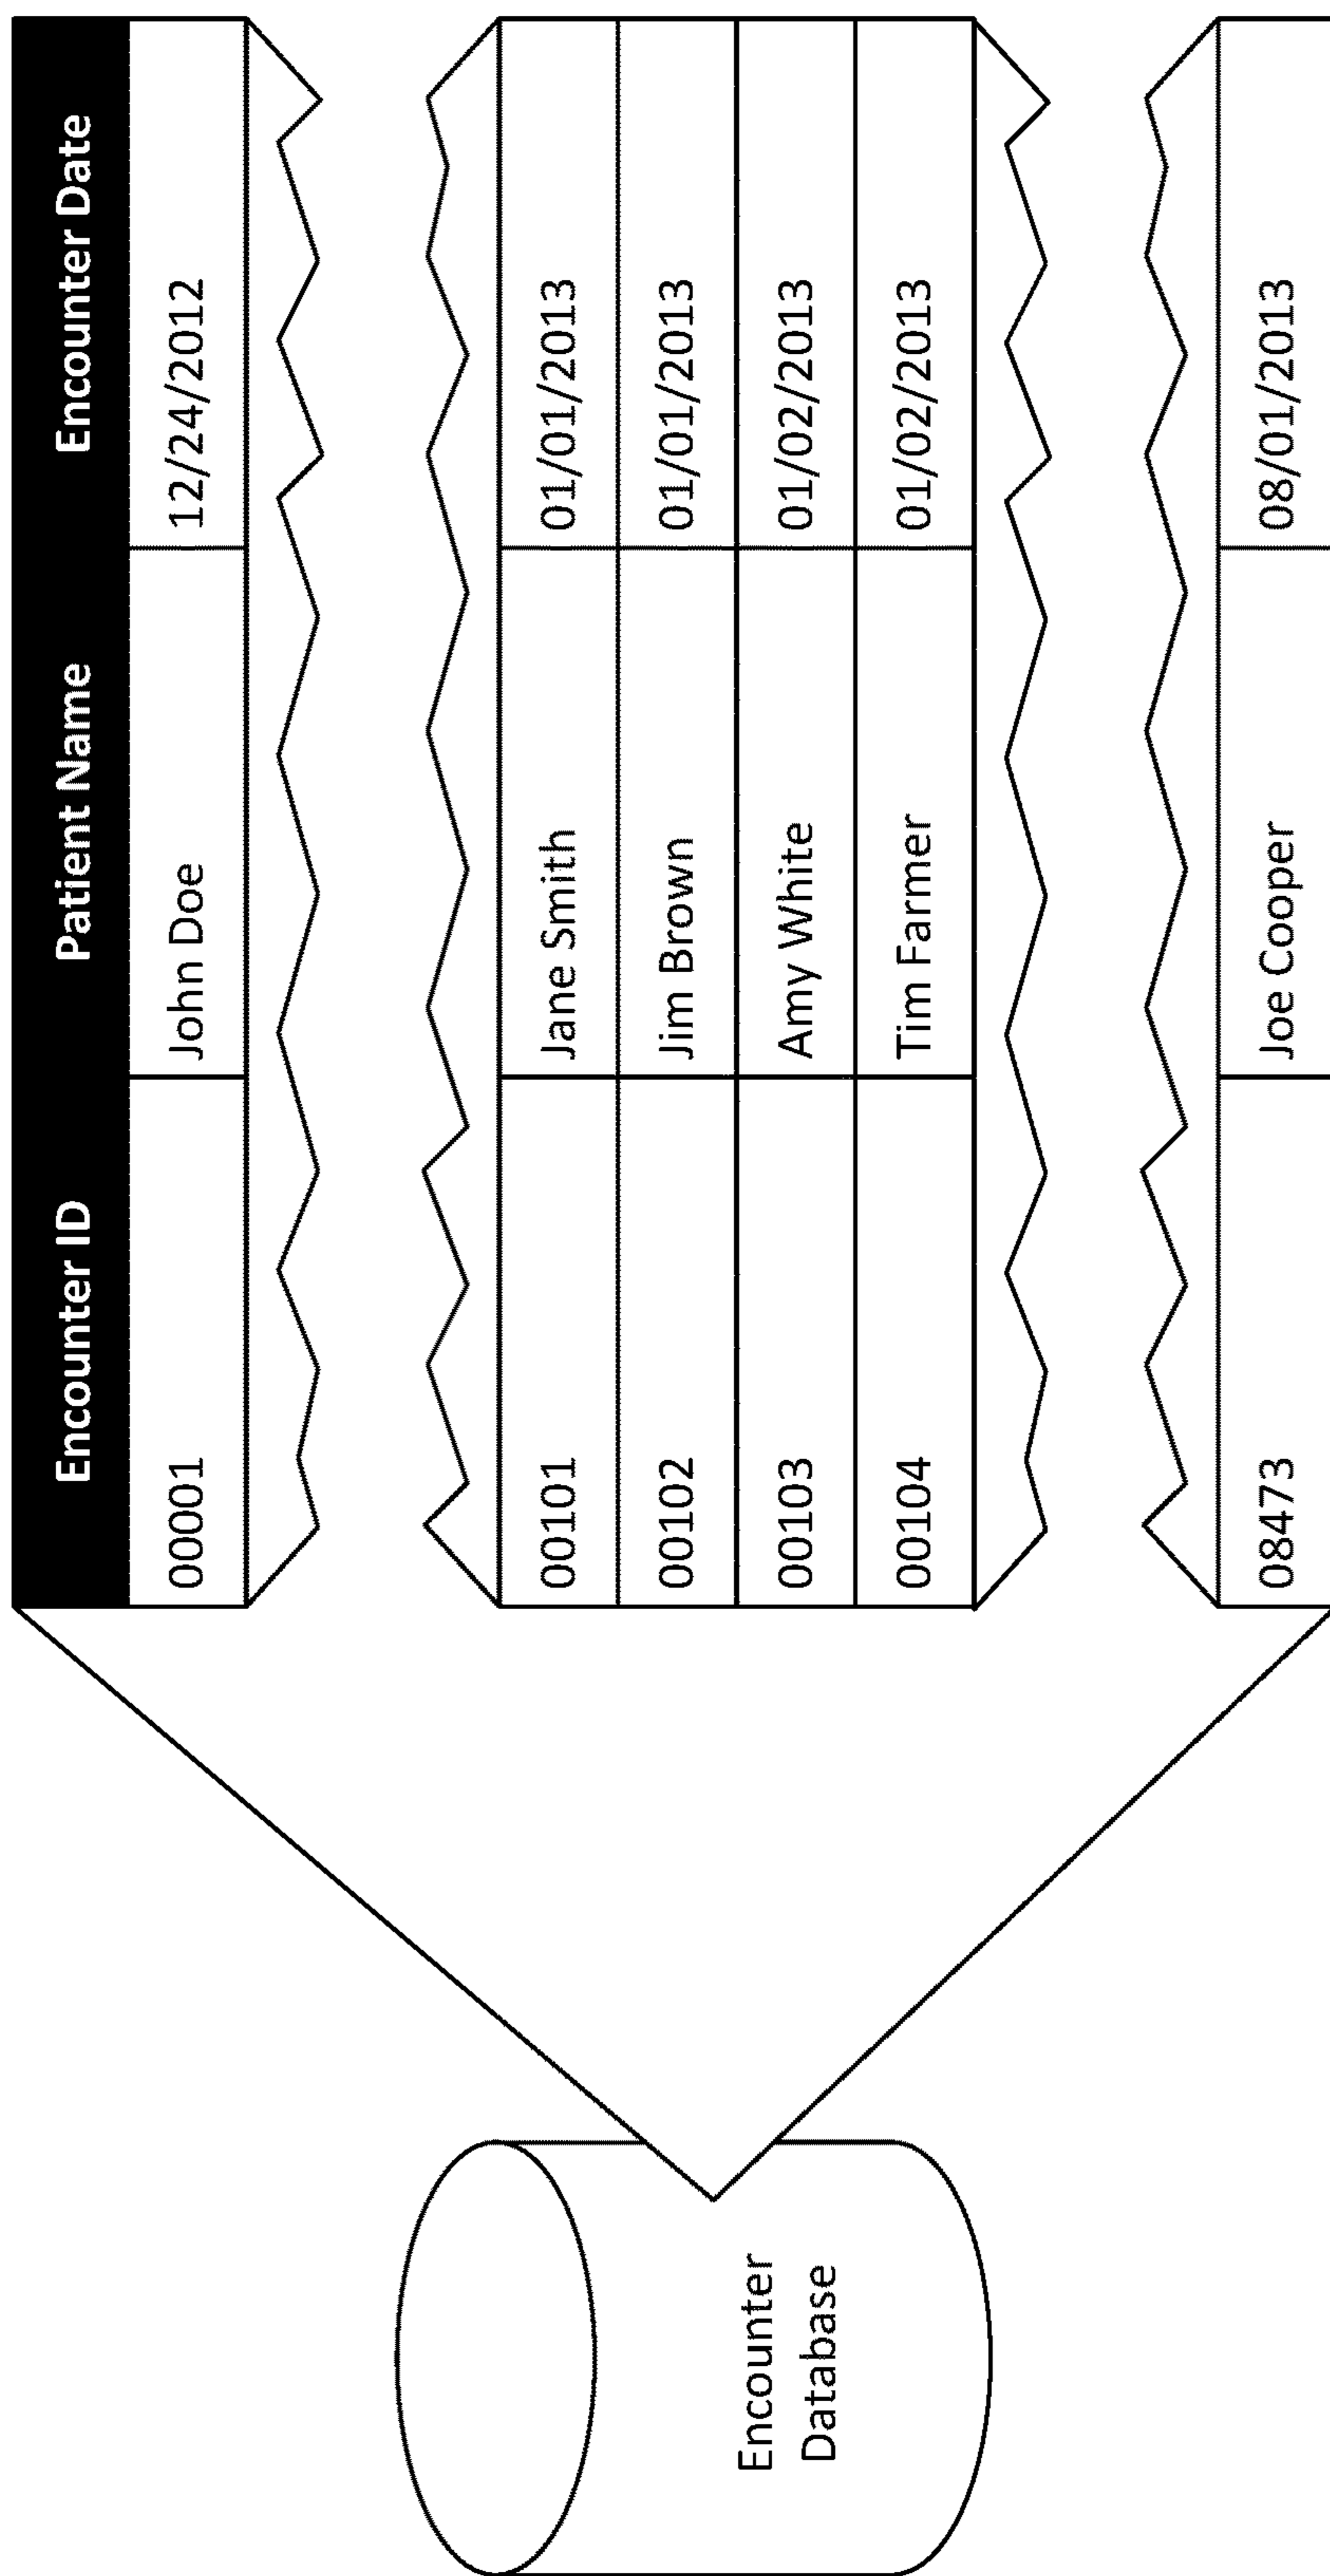 Encounter Database
Encounter ID Patient Name Encounter Date
00001 John Doe 12/24/2012
00101 Jane Smith 01/01/2013
00102 Jim Brown 01/01/2013
00103 Amy White 01/02/2013
00104 Tim Farmer 01/02/2013
08473 Joe Cooper 08/01/2013